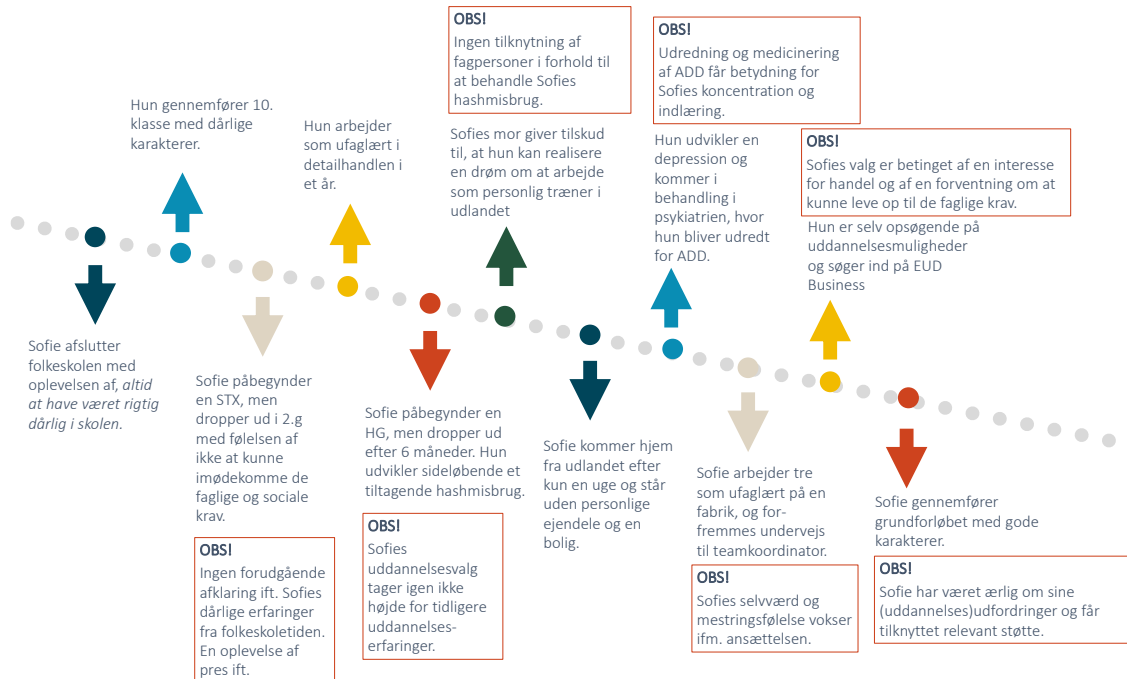 Sofie afslutter
folkeskolen med
oplevelsen af, altid
at have været rigtig
dårlig i skolen.
Hun gennemfører 10.
klasse med dårlige
karakterer.
Sofie påbegynder
en STX, men
dropper ud i 2.g
med følelsen af
ikke at kunne
imødekomme de
faglige og sociale
krav.
OBS!
Ingen forudgående
afklaring ift. Sofies
dårlige erfaringer
fra folkeskoletiden.
En oplevelse af
pres ift.
Hun arbejder
som ufaglært i
detailhandlen i
et år.
Sofie påbegynder en
HG, men dropper ud
efter 6 måneder. Hun
udvikler sideløbende et
tiltagende hashmisbrug.
OBS!
Sofies
uddannelsesvalg
tager igen ikke
højde for tidligere
uddannelses-
erfaringer.
OBS!
Ingen tilknytning af
fagpersoner i forhold til
at behandle Sofies
hashmisbrug.
Sofies mor giver tilskud
til, at hun kan realisere
en drøm om at arbejde
som personlig træner i
udlandet
Sofie kommer hjem
fra udlandet efter
kun en uge og står
uden personlige
ejendele og en
bolig.
OBS!
Udredning og medicinering
af ADD får betydning for
Sofies koncentration og
indlæring.
Hun udvikler en
depression og
kommer i
behandling i
psykiatrien, hvor
hun bliver udredt
for ADD.
Sofie arbejder tre
som ufaglært på en
fabrik, og for-
fremmes undervejs
til teamkoordinator.
OBS!
Sofies selvværd og
mestringsfølelse vokser
ifm. ansættelsen.
OBS!
Sofies valg er betinget af en interesse
for handel og af en forventning om at
kunne leve op til de faglige krav.
Hun er selv opsøgende på
uddannelsesmuligheder
og søger ind på EUD
Business
Sofie gennemfører
grundforløbet med gode
karakterer.
OBS!
Sofie har været ærlig om sine
(uddannelses)udfordringer og får
tilknyttet relevant støtte.